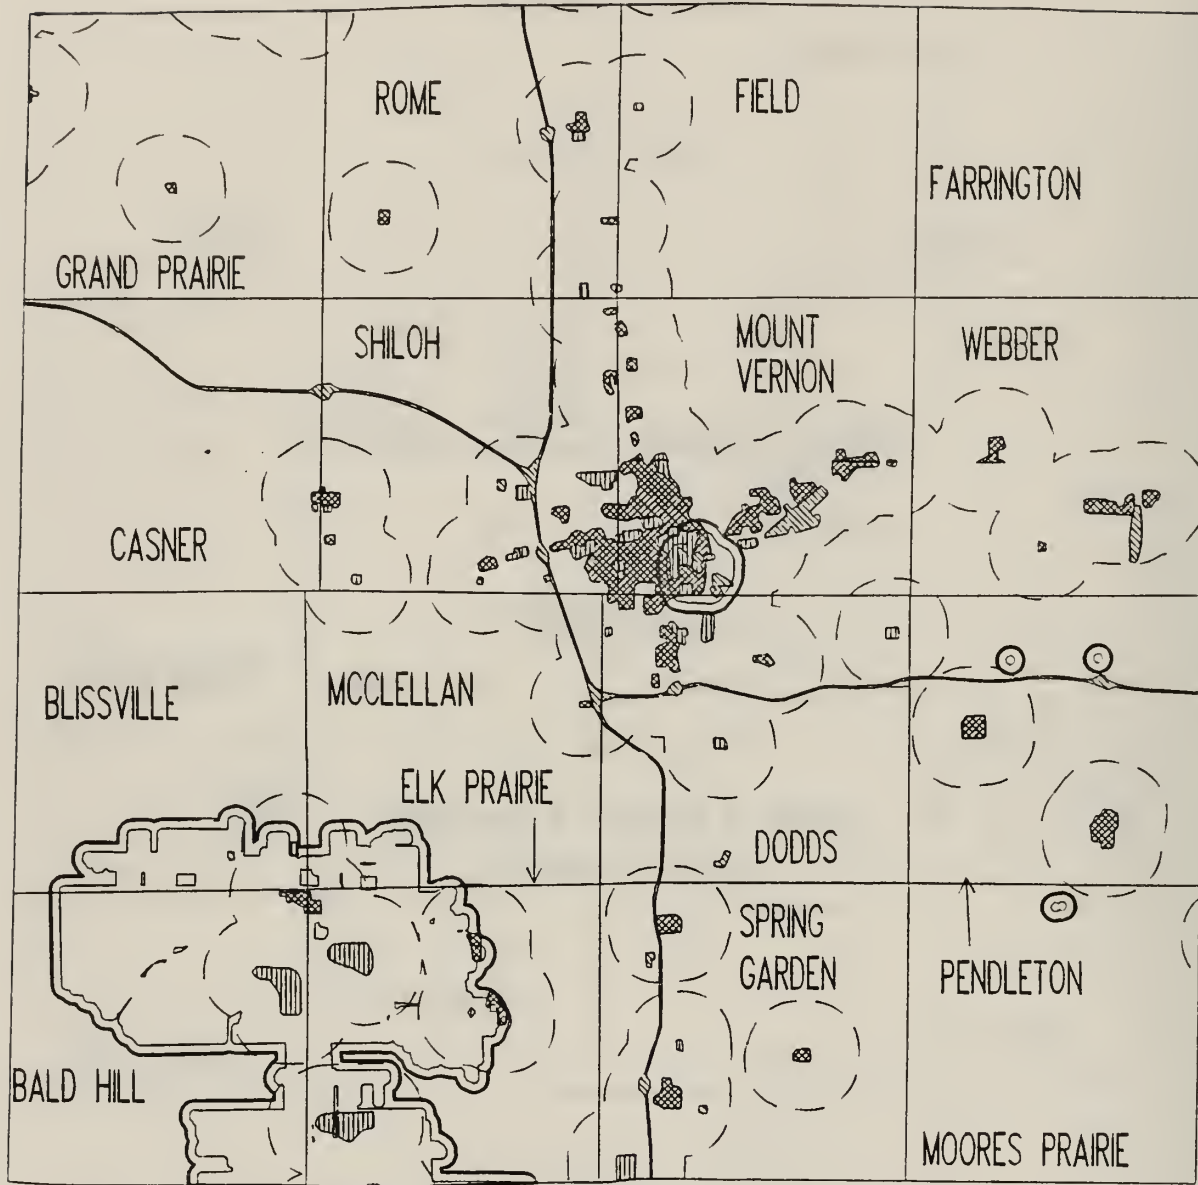 ROME
FIELD
FARRINGTON
GRAND PRAIRIE
SHILOH
MOUNT
VERNON
WEBBER
CASNER
BLISSVILLE
MCCLELLAN
ELK PRAIRIE
DODDS
SPRING
GARDEN
PENDLETON
BALD HILL
MOORES PRAIRIE